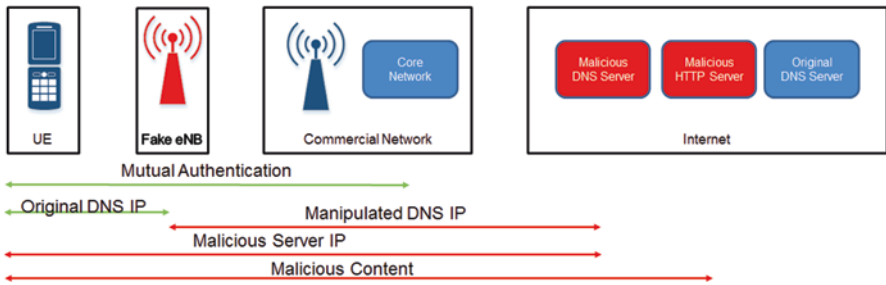 Core
Network
Malicious
DNS Server
Malicious
HTTP Server
Original
DNS Server
UE
Fake eNB
Commercial Network
Internet
Mutual Authentication
Original DNS IP
Manipulated DNS IP
Malicious Server IP
Malicious Content